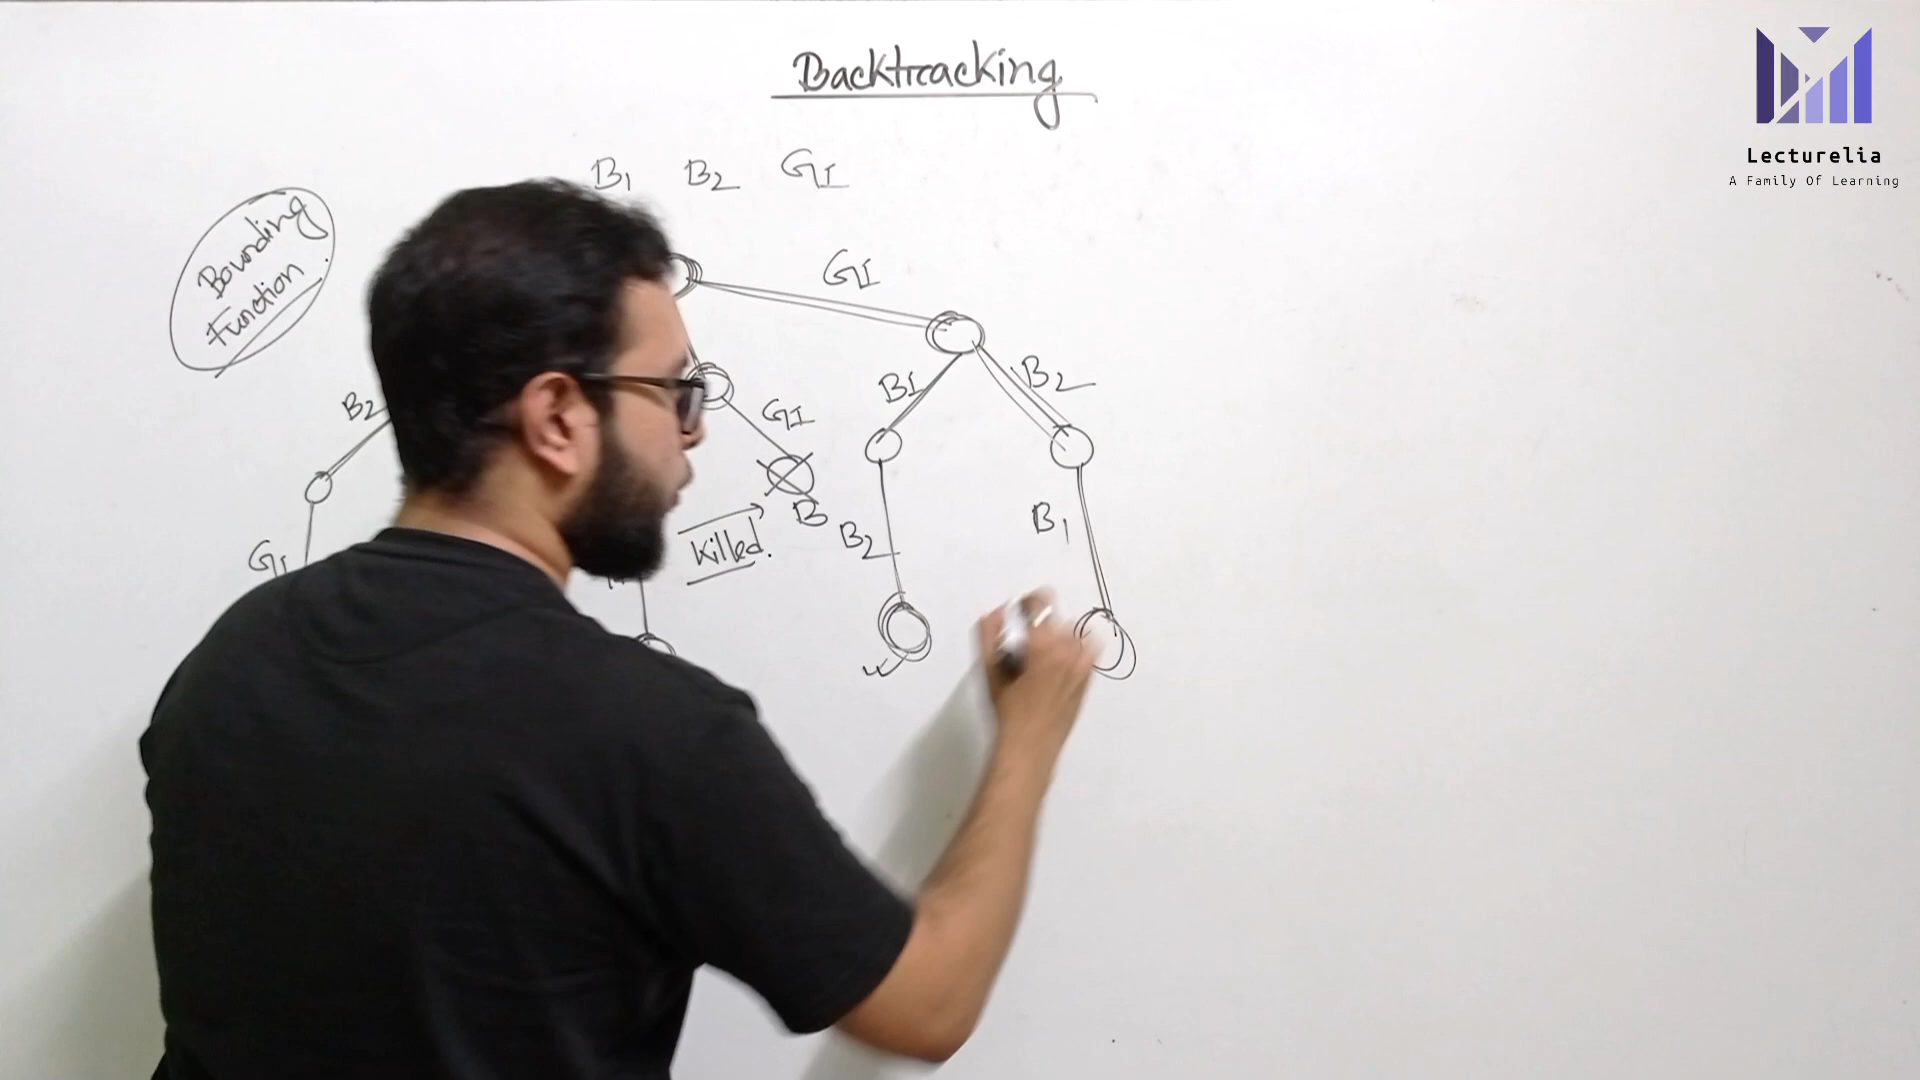 Backtracking
B1 B2 G1
Bounding
Function.
G1
B2
G1
B1
B2
G1
Killed.
B
B2
B1
Lecturelia
A Family Of Learning